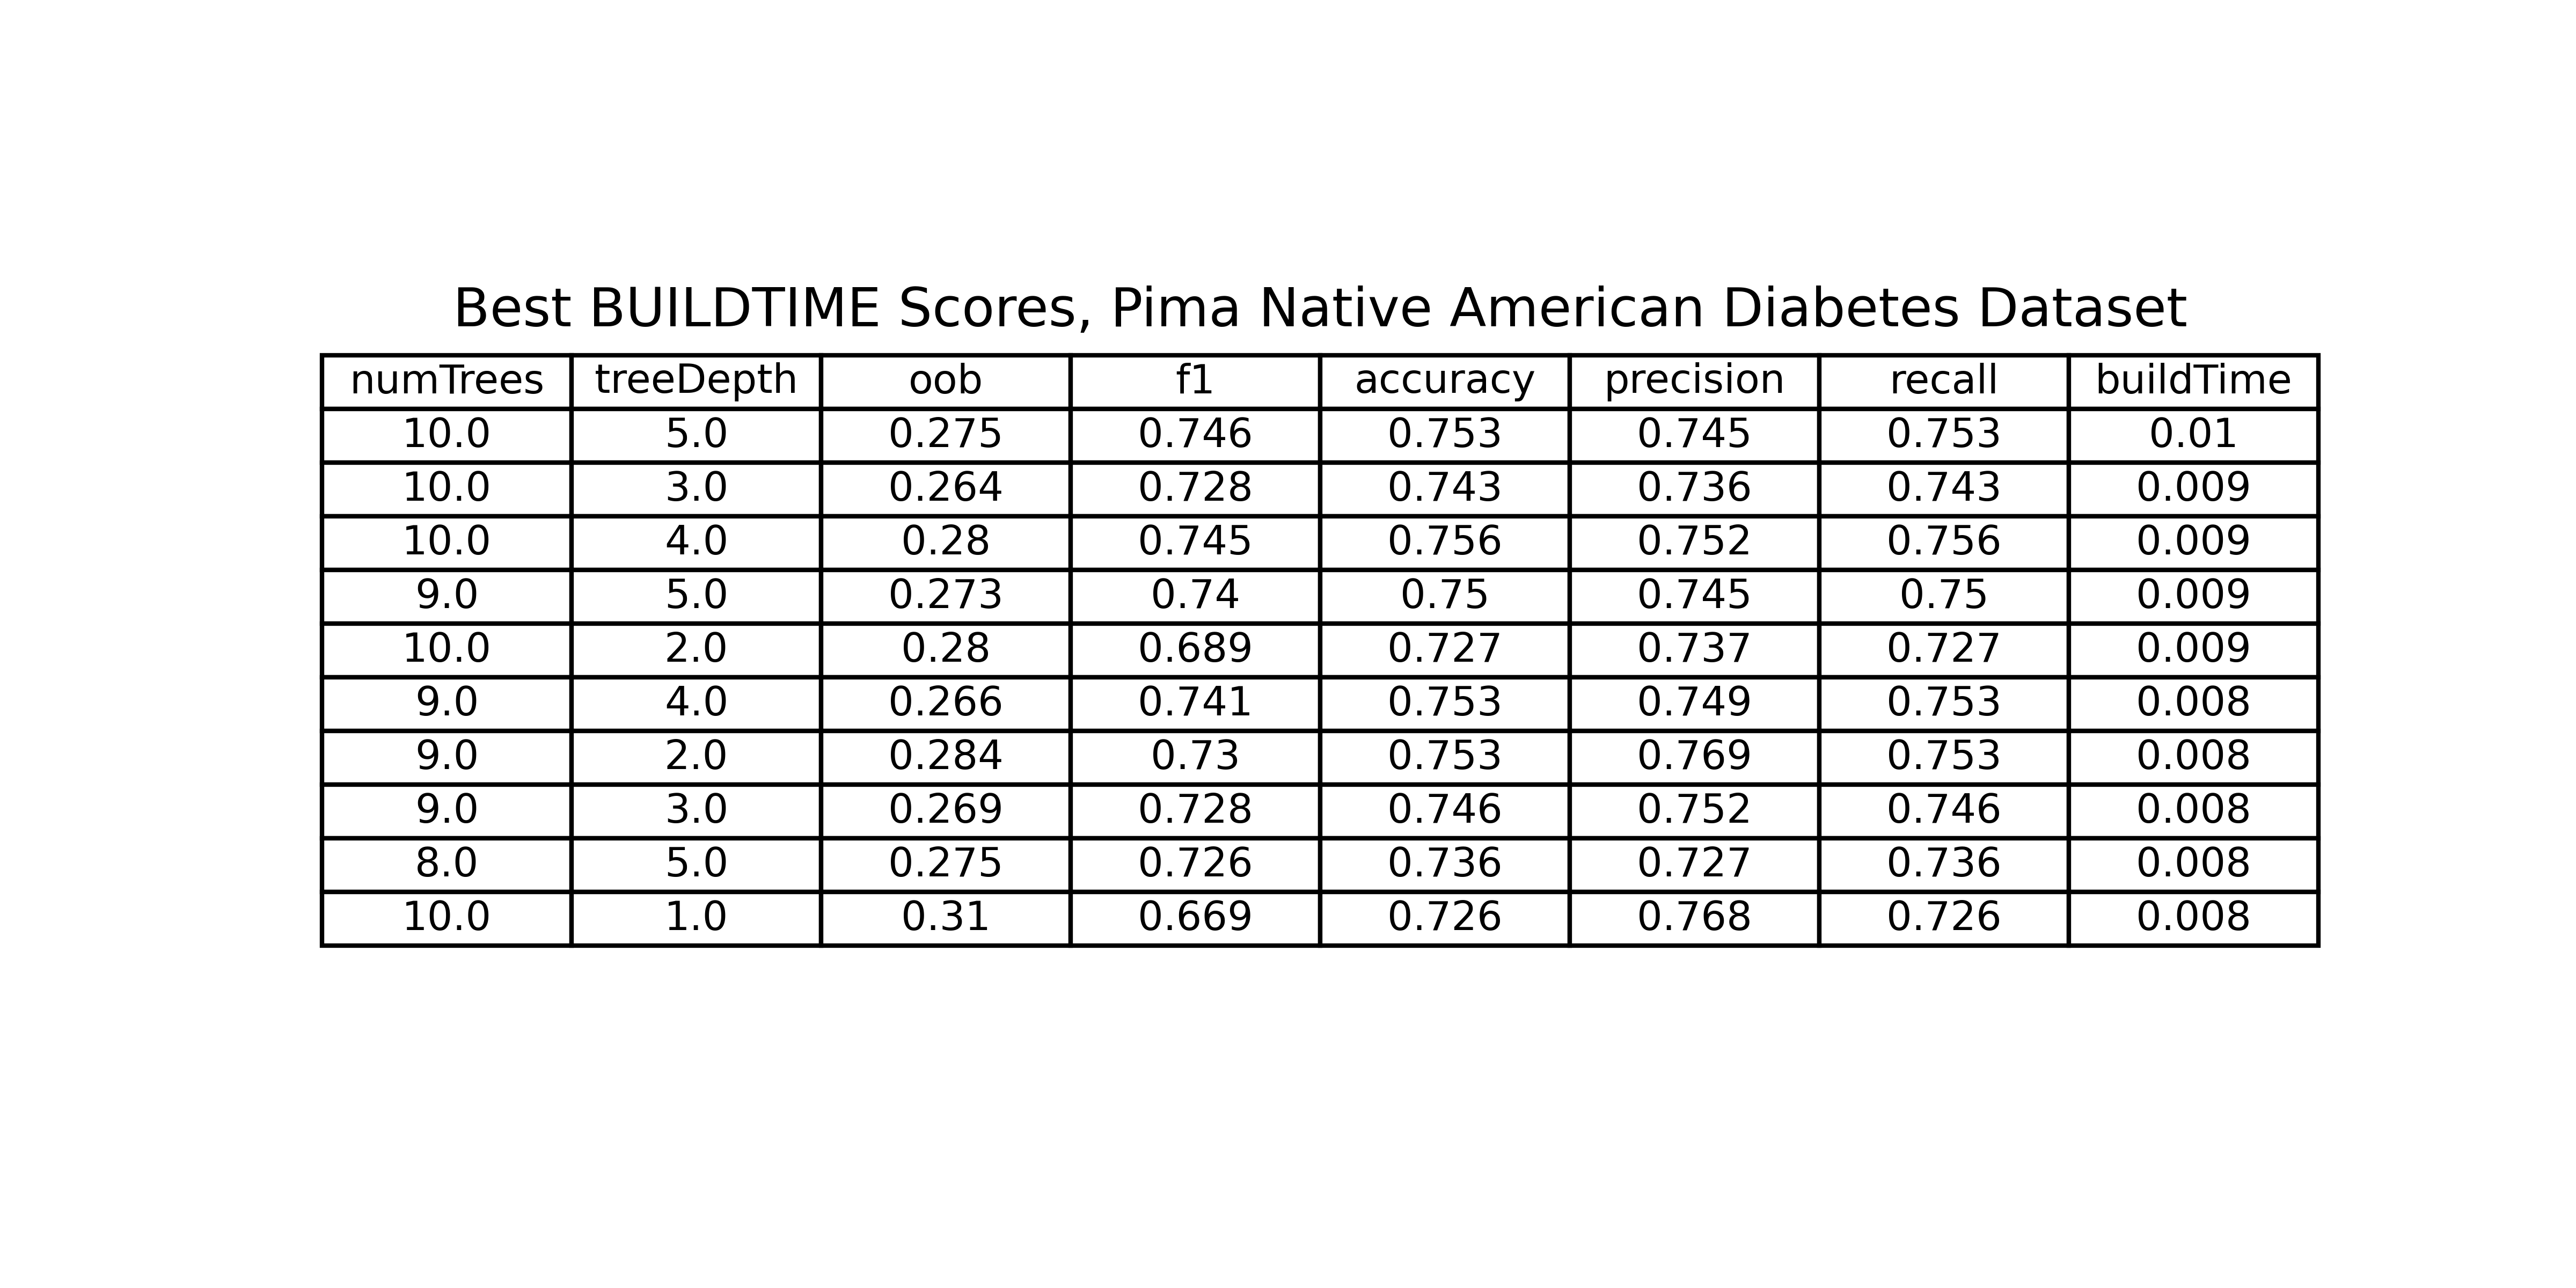 Best BUILDTIME Scores, Pima Native American Diabetes Dataset
numTrees treeDepth oob f1 accuracy precision recall buildTime
10.0 5.0 0.275 0.746 0.753 0.745 0.753 0.01
10.0 3.0 0.264 0.728 0.743 0.736 0.743 0.009
10.0 4.0 0.28 0.745 0.756 0.752 0.756 0.009
9.0 5.0 0.273 0.74 0.75 0.745 0.75 0.009
10.0 2.0 0.28 0.689 0.727 0.737 0.727 0.009
9.0 4.0 0.266 0.741 0.753 0.749 0.753 0.008
9.0 2.0 0.284 0.73 0.753 0.769 0.753 0.008
9.0 3.0 0.269 0.728 0.746 0.752 0.746 0.008
8.0 5.0 0.275 0.726 0.736 0.727 0.736 0.008
10.0 1.0 0.31 0.669 0.726 0.768 0.726 0.008